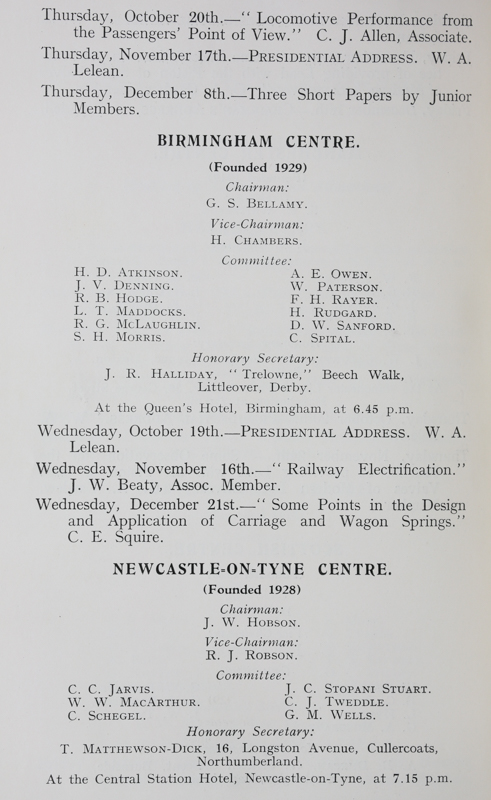 Thursday, October 20th.—“ Locomotive Performance from
the Passengers’ Point of View.” C. J. Allen, Associate.
Thursday, November 17th.—PRESIDENTIAL ADDRESS. W. A.
Lelean.
Thursday, December 8th.—Three Short Papers by Junior
Members.
BIRMINGHAM CENTRE.
(Founded 1929)
Chairman:
G. S. BELLAMY.
Vice-Chairman:
H. CHAMBERS.
Committee:
H. D. ATKINSON. A. E. OWEN.
J. V. DENNING. W. PATERSON.
R. B. HODGE. F. H. RAYER.
L. T. MADDOCKS. H. RUDGARD.
R. G. MCLAUGHLIN. D. W. SANFORD.
S. H. MORRIS. C. SPITAL.
Honorary Secretary:
J. R. HALLIDAY, “ Trelowne,” Beech Walk,
Littleover, Derby.
At the Queen’s Hotel, Birmingham, at 6.45 p.m.
Wednesday, October 19th.—PRESIDENTIAL ADDRESS. W. A.
Lelean.
Wednesday, November 16th.—“ Railway Electrification.”
J. W. Beaty, Assoc. Member.
Wednesday, December 21st.—“ Some Points in the Design
and Application of Carriage and Wagon Springs.”
C. E. Squire.
NEWCASTLE-ON-TYNE CENTRE.
(Founded 1928)
Chairman:
J. W. HOBSON.
Vice-Chairman:
R. J. ROBSON.
Committee:
C. C. JARVIS. J. C. STOPANI STUART.
W. W. MACARTHUR. C. J. TWEDDLE.
C. SCHEGEL. G. M. WELLS.
Honorary Secretary:
T. MATTHEWSON-DICK, 16, Longston Avenue, Cullercoats,
Northumberland.
At the Central Station Hotel, Newcastle-on-Tyne, at 7.15 p.m.